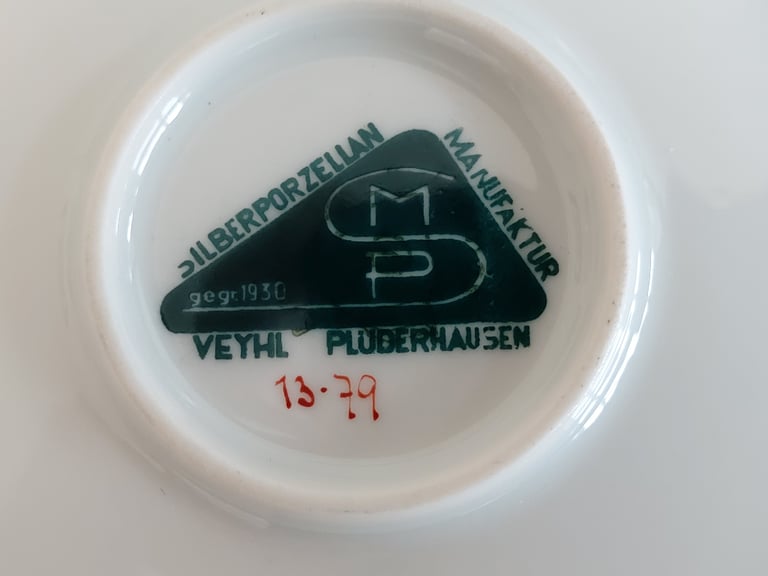 SILBERPORZELLAN MANUFAKTUR
SMP
gegr. 1930
VEYHL PLÜDERHAUSEN
13.79